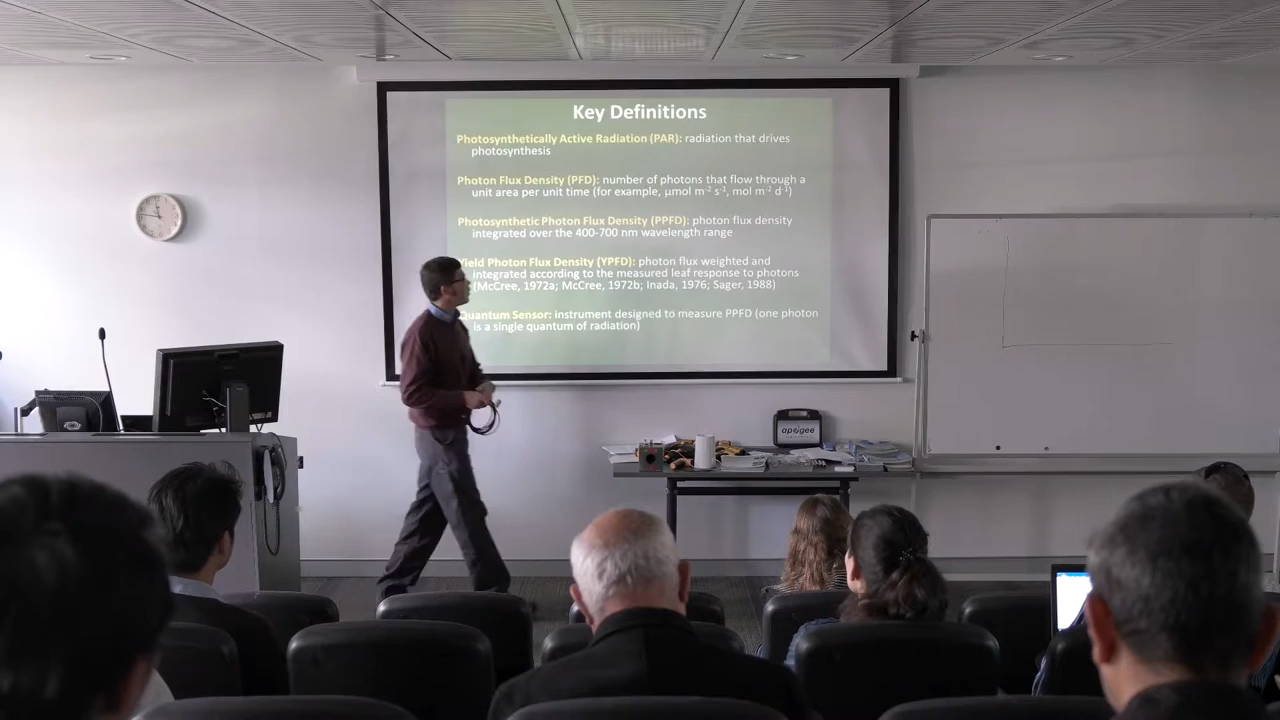 Key Definitions
Photosynthetically Active Radiation (PAR): radiation that drives
photosynthesis
Photon Flux Density (PFD): number of photons that flow through a
unit area per unit time (for example, µmol m⁻² s⁻¹, mol m⁻² d⁻¹)
Photosynthetic Photon Flux Density (PPFD): photon flux density
integrated over the 400-700 nm wavelength range
Yield Photon Flux Density (YPFD): photon flux weighted and
integrated according to the measured leaf response to photons
(McCree, 1972a; McCree, 1972b; Inada, 1976; Sager, 1988)
Quantum Sensor: instrument designed to measure PPFD (one photon
is a single quantum of radiation)
apogee